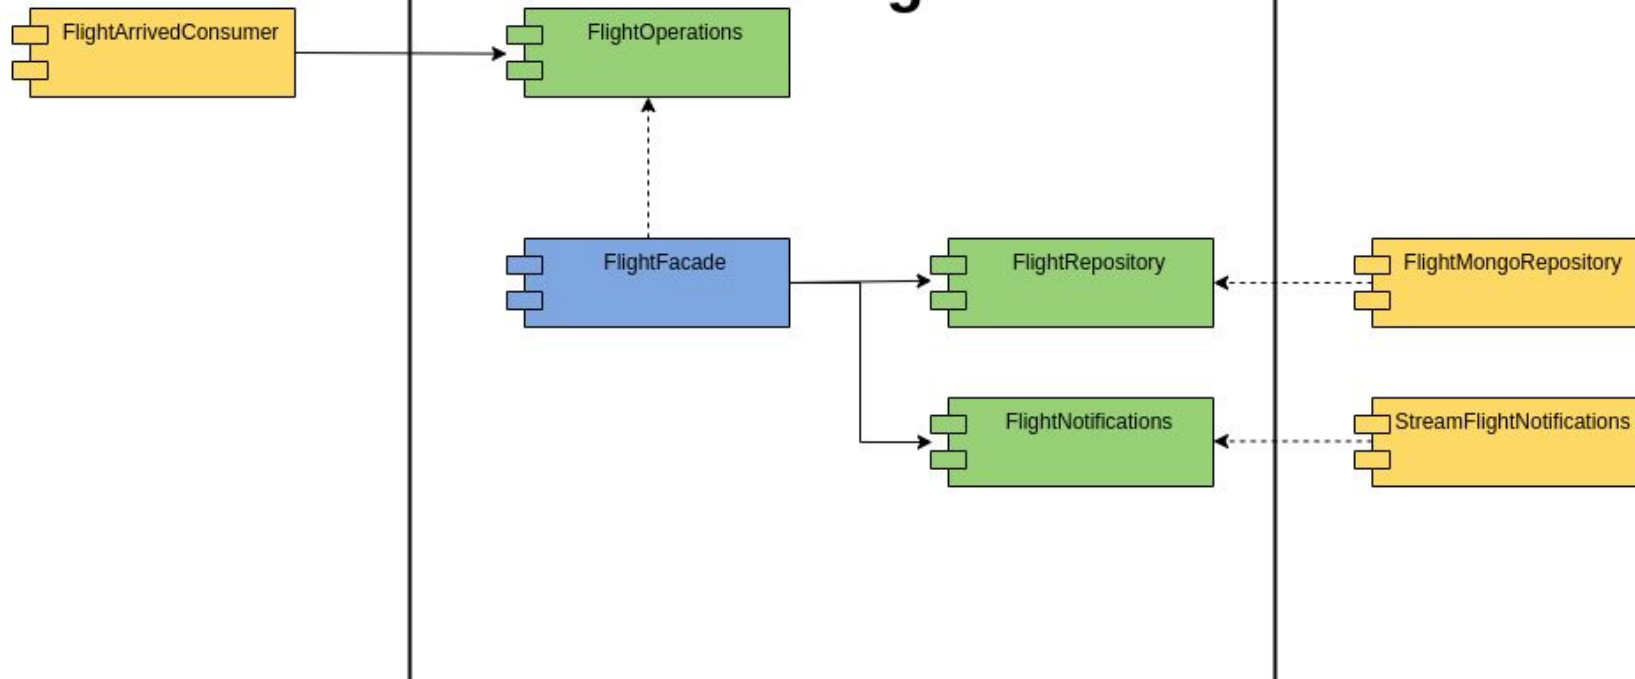 FlightArrivedConsumer
FlightOperations
FlightFacade
FlightRepository
FlightMongoRepository
FlightNotifications
StreamFlightNotifications